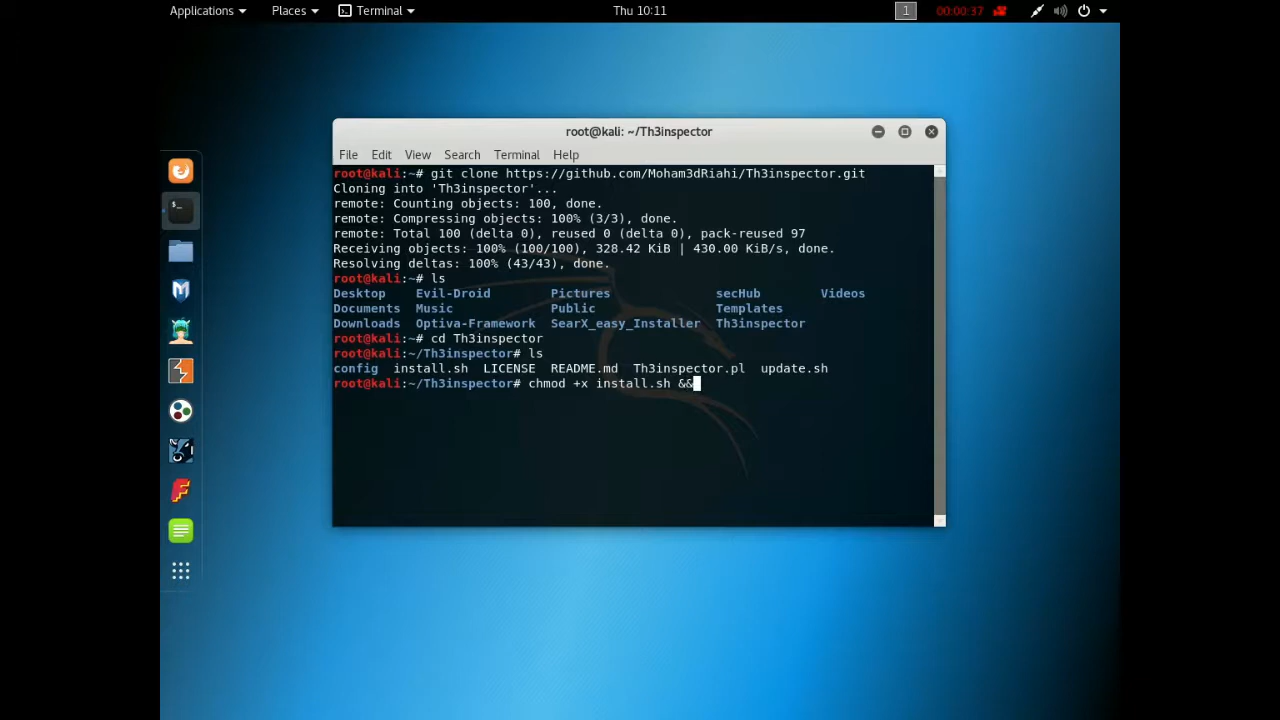 Applications Places Terminal Thu 10:11 1 00:00:37
root@kali: ~/Th3inspector
File Edit View Search Terminal Help
root@kali:~# git clone https://github.com/Moham3dRiahi/Th3inspector.git
Cloning into 'Th3inspector'...
remote: Counting objects: 100, done.
remote: Compressing objects: 100% (3/3), done.
remote: Total 100 (delta 0), reused 0 (delta 0), pack-reused 97
Receiving objects: 100% (100/100), 328.42 KiB | 430.00 KiB/s, done.
Resolving deltas: 100% (43/43), done.
root@kali:~# ls
Desktop Evil-Droid Pictures secHub Videos
Documents Music Public Templates
Downloads Optiva-Framework SearX_easy_Installer Th3inspector
root@kali:~# cd Th3inspector
root@kali:~/Th3inspector# ls
config install.sh LICENSE README.md Th3inspector.pl update.sh
root@kali:~/Th3inspector# chmod +x install.sh &&